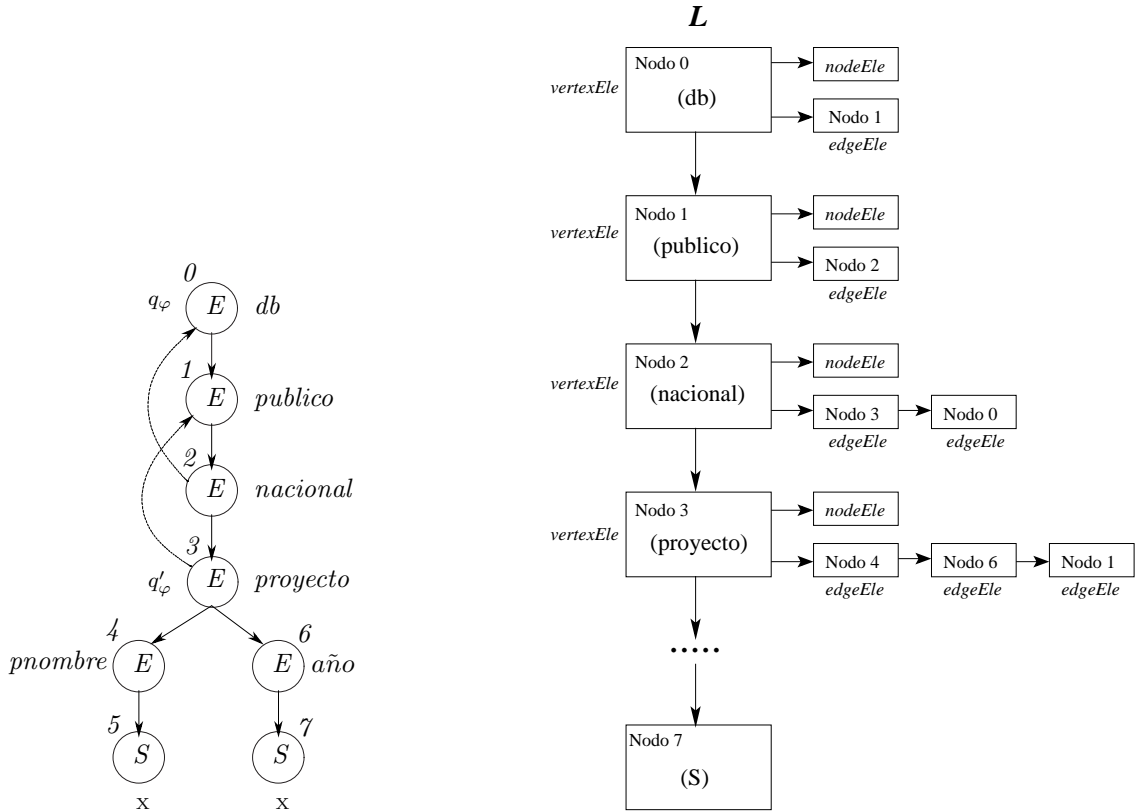 0
q_φ E db
1
E publico
2
E nacional
3
q'_φ E proyecto
4 6
pnombre E E año
5 7
S S
x x
L
Nodo 0
vertexEle (db) nodeEle
Nodo 1
edgeEle
Nodo 1 nodeEle
vertexEle (publico)
Nodo 2
edgeEle
Nodo 2 nodeEle
vertexEle (nacional)
Nodo 3 Nodo 0
edgeEle edgeEle
Nodo 3 nodeEle
vertexEle (proyecto)
Nodo 4 Nodo 6 Nodo 1
edgeEle edgeEle edgeEle
.....
Nodo 7
(S)